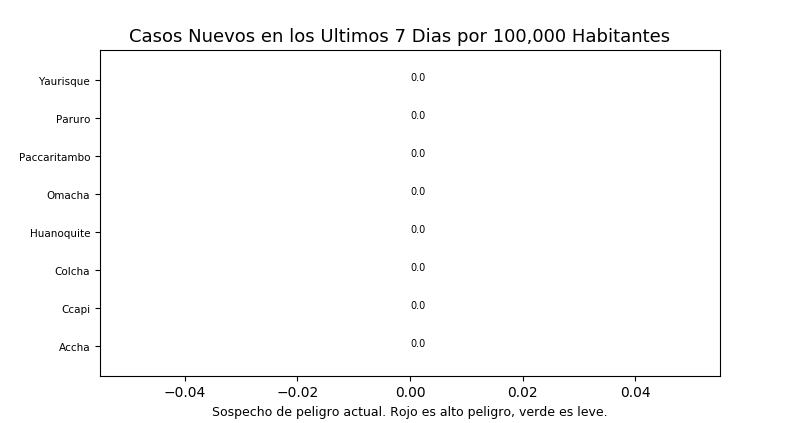 Casos Nuevos en los Ultimos 7 Dias por 100,000 Habitantes
Yaurisque 0.0
Paruro 0.0
Paccaritambo 0.0
Omacha 0.0
Huanoquite 0.0
Colcha 0.0
Ccapi 0.0
Accha 0.0
−0.04 −0.02 0.00 0.02 0.04
Sospecho de peligro actual. Rojo es alto peligro, verde es leve.